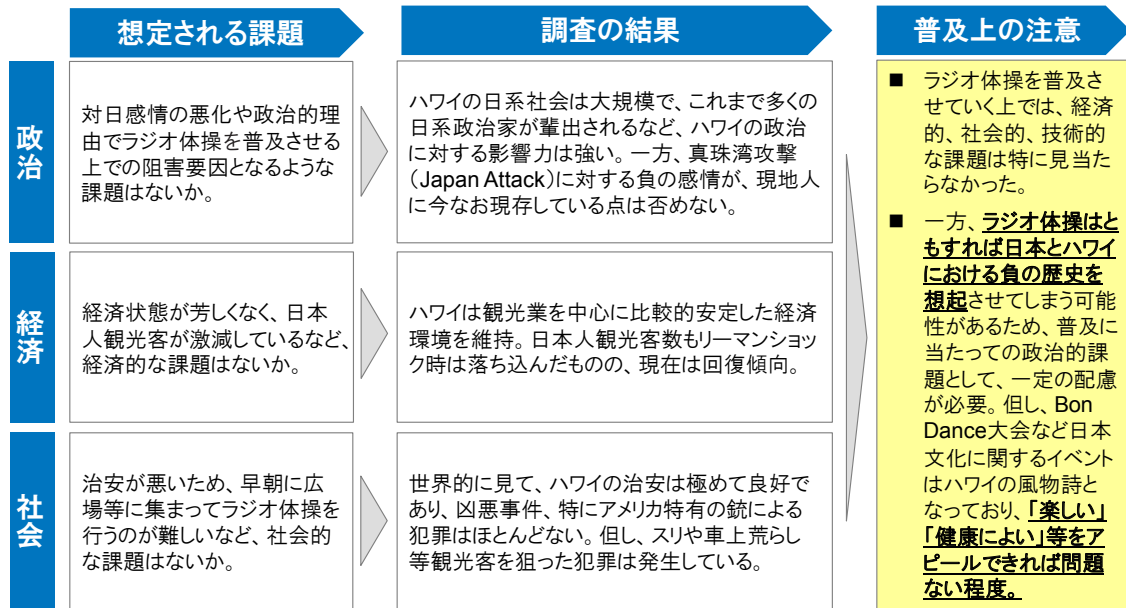 想定される課題
調査の結果
普及上の注意
政治
対日感情の悪化や政治的理
由でラジオ体操を普及させる
上での阻害要因となるような
課題はないか。
ハワイの日系社会は大規模で、これまで多くの
日系政治家が輩出されるなど、ハワイの政治
に対する影響力は強い。一方、真珠湾攻撃
（Japan Attack）に対する負の感情が、現地人
に今なお現存している点は否めない。
経済
経済状態が芳しくなく、日本
人観光客が激減しているなど、
経済的な課題はないか。
ハワイは観光業を中心に比較的安定した経済
環境を維持。日本人観光客数もリーマンショッ
ク時は落ち込んだものの、現在は回復傾向。
社会
治安が悪いため、早朝に広
場等に集まってラジオ体操を
行うのが難しいなど、社会的
な課題はないか。
世界的に見て、ハワイの治安は極めて良好で
あり、凶悪事件、特にアメリカ特有の銃による
犯罪はほとんどない。但し、スリや車上荒らし
等観光客を狙った犯罪は発生している。
■ ラジオ体操を普及さ
せていく上では、経済
的、社会的、技術的
な課題は特に見当た
らなかった。
■ 一方、ラジオ体操はと
もすれば日本とハワイ
における負の歴史を
想起させてしまう可能
性があるため、普及に
当たっての政治的課
題として、一定の配慮
が必要。但し、Bon
Dance大会など日本
文化に関するイベント
はハワイの風物詩と
なっており、「楽しい」
「健康によい」等をア
ピールできれば問題
ない程度。